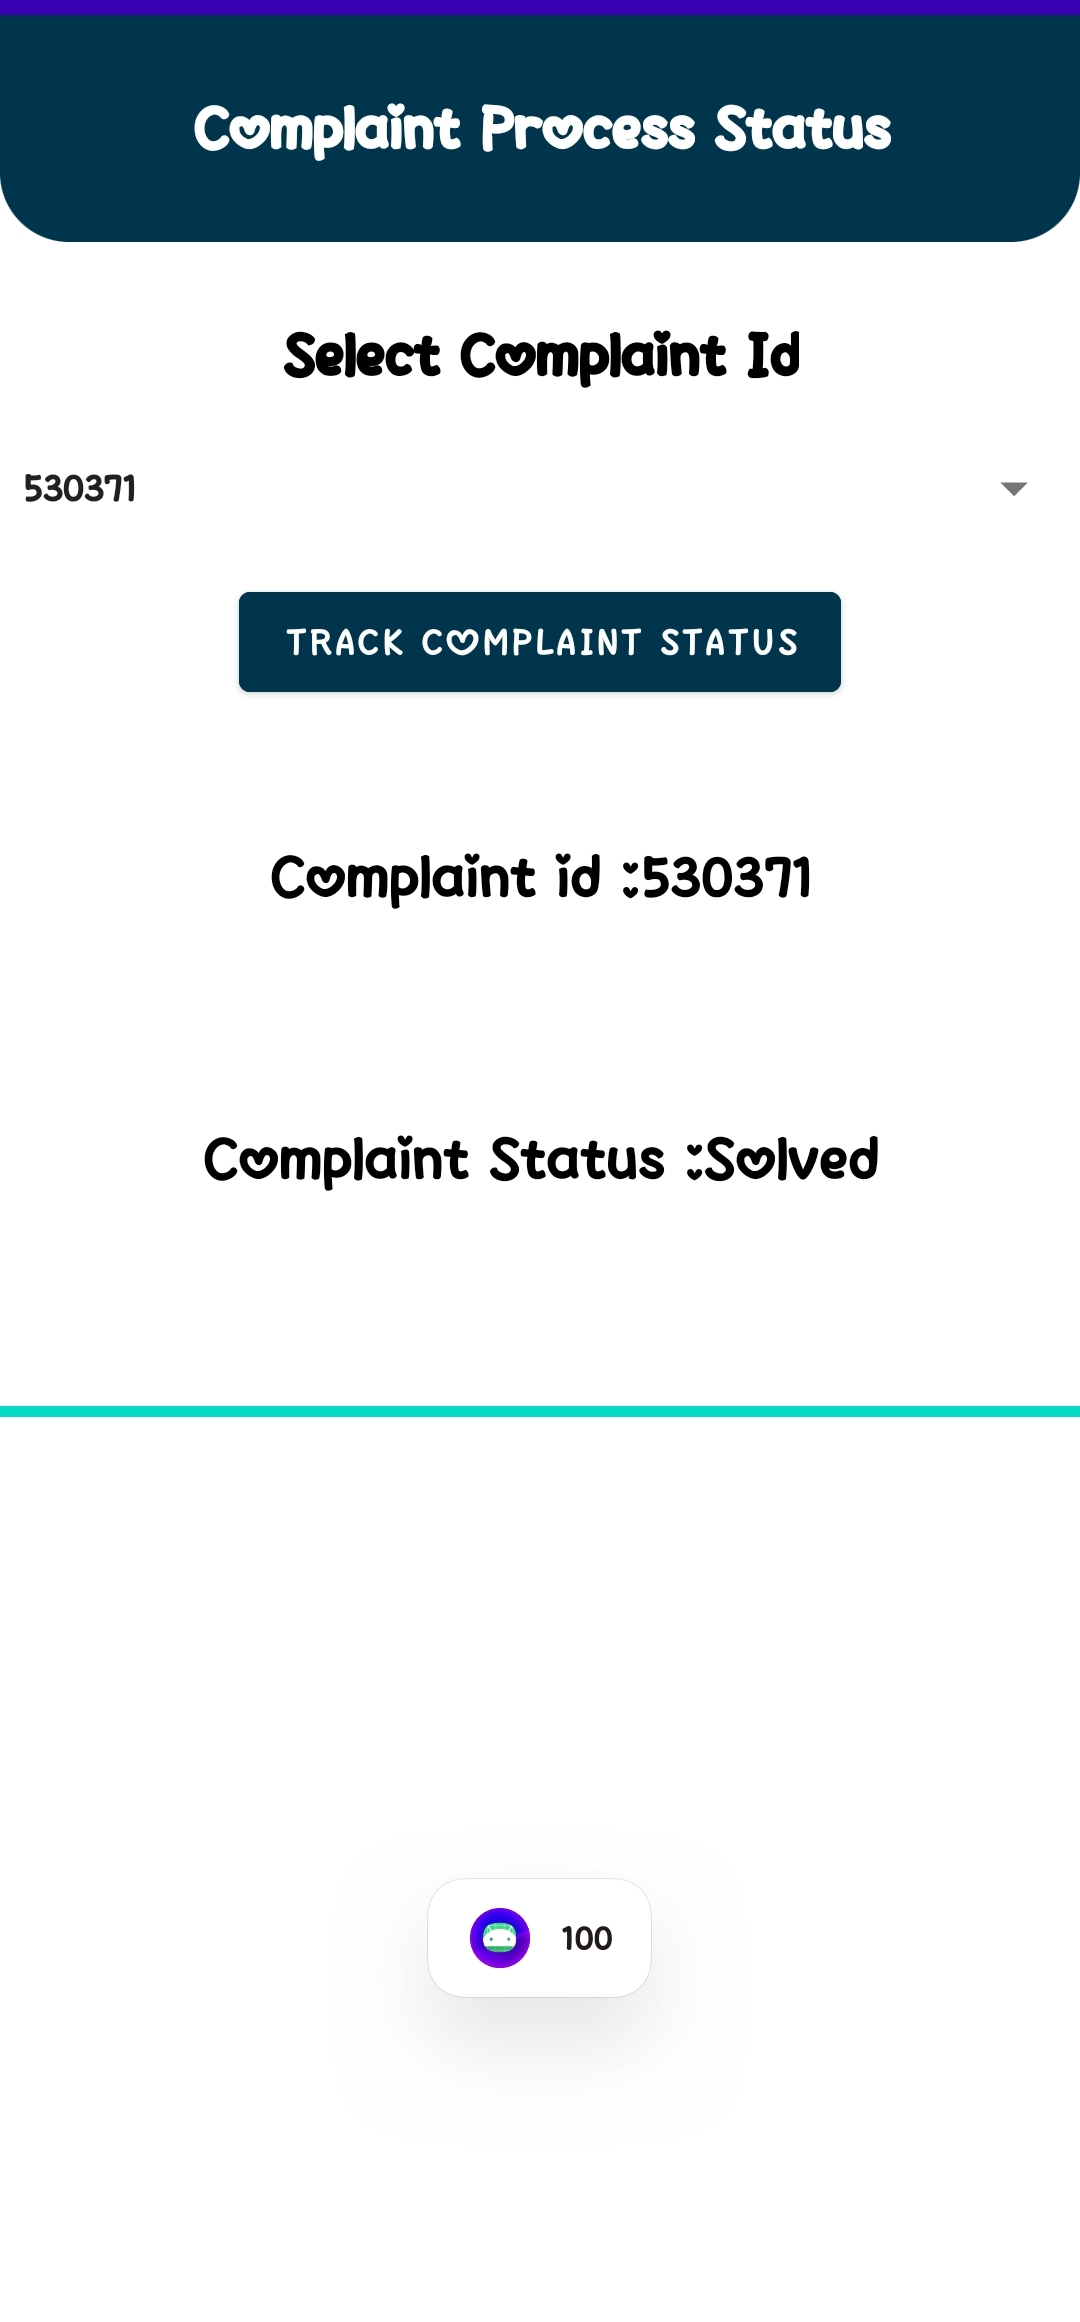 Complaint Process Status
Select Complaint Id
530371
TRACK COMPLAINT STATUS
Complaint id :530371
Complaint Status :Solved
100